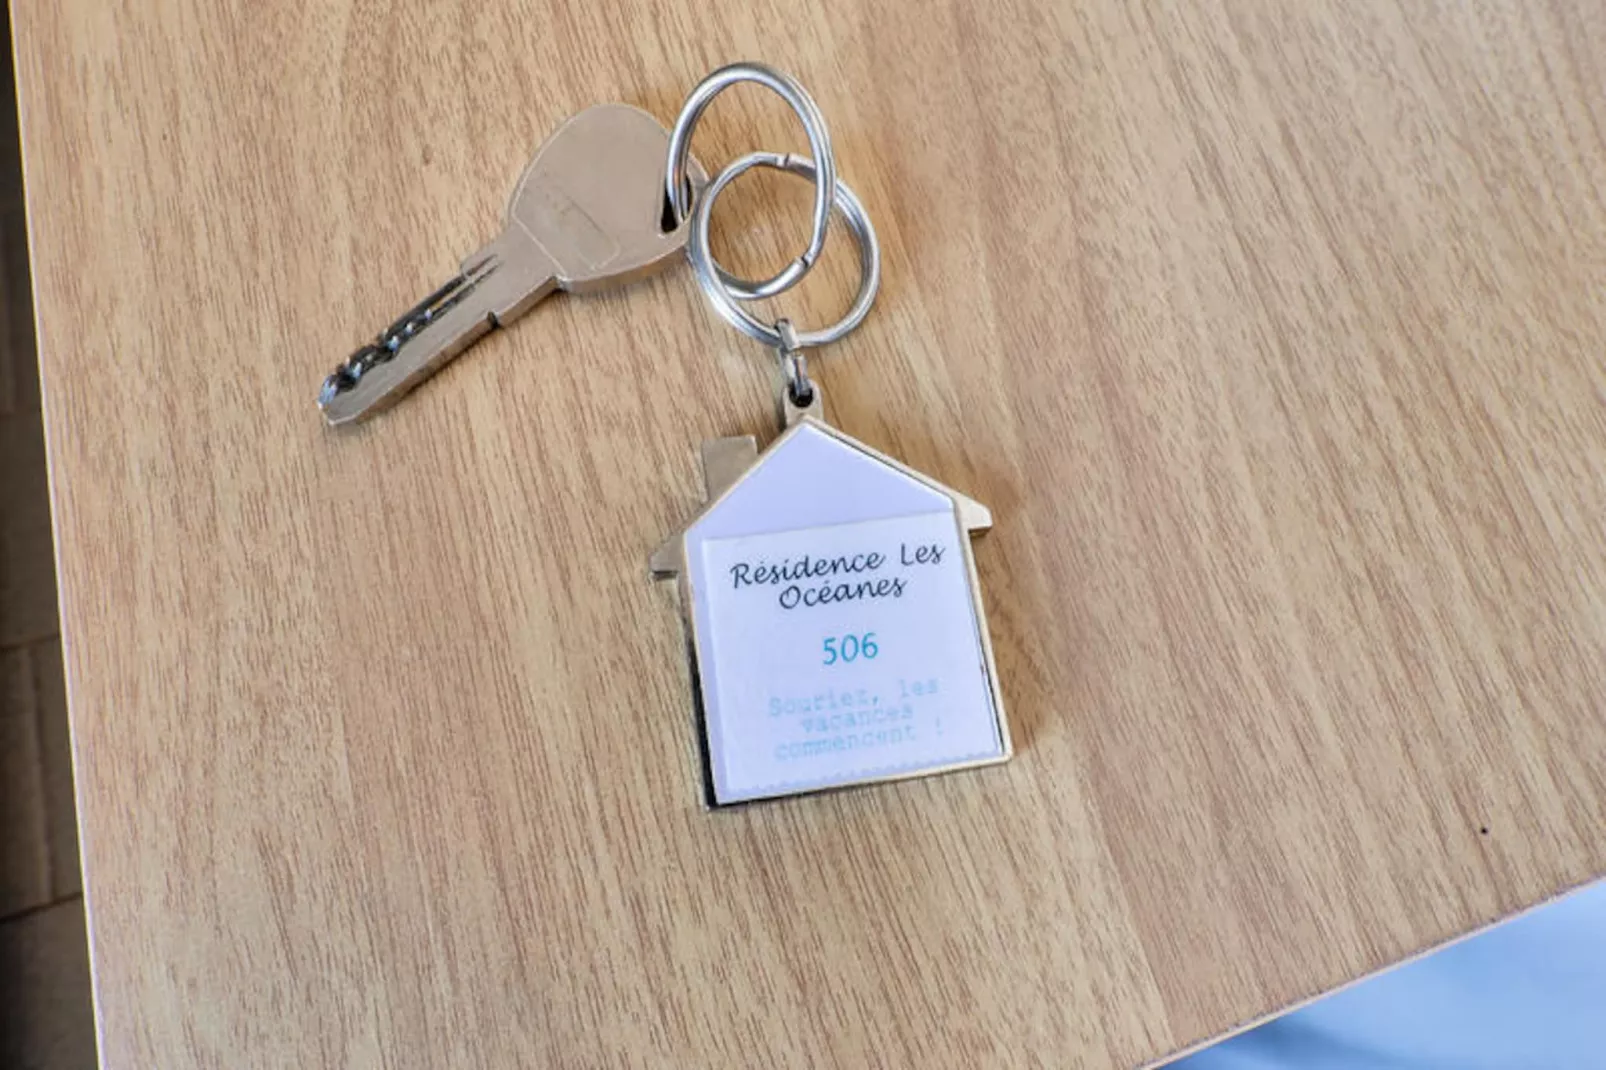 Résidence Les
Océanes
506
Souriez, les
vacances
commencent !